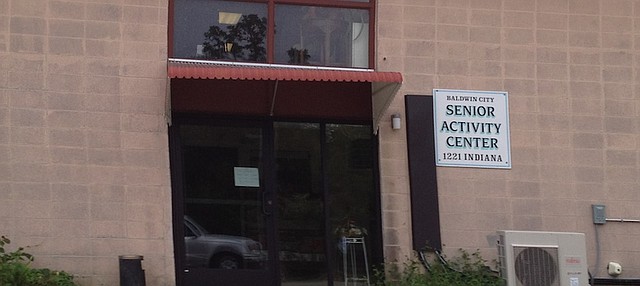 BALDWIN CITY
SENIOR
ACTIVITY
CENTER
1221 INDIANA